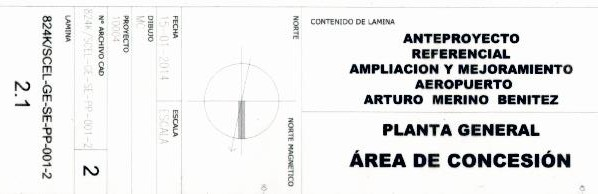 CONTENIDO DE LAMINA
ANTEPROYECTO
REFERENCIAL
AMPLIACION Y MEJORAMIENTO
AEROPUERTO
ARTURO MERINO BENITEZ
PLANTA GENERAL
ÁREA DE CONCESIÓN
NORTE
NORTE MAGNETICO
FECHA
15-01-2014
ESCALA
ESCALA
DIBUJO
MC
PROYECTO
Nº ARCHIVO CAD
824K/SCEL-GE-SE-PP-001-2
2
LAMINA
824K/SCEL-GE-SE-PP-001-2
2.1